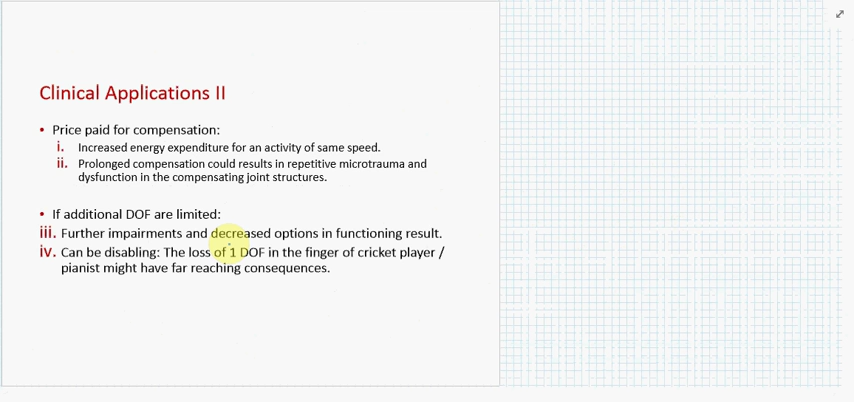 Clinical Applications II
• Price paid for compensation:
i. Increased energy expenditure for an activity of same speed.
ii. Prolonged compensation could results in repetitive microtrauma and
dysfunction in the compensating joint structures.
• If additional DOF are limited:
iii. Further impairments and decreased options in functioning result.
iv. Can be disabling: The loss of 1 DOF in the finger of cricket player /
pianist might have far reaching consequences.